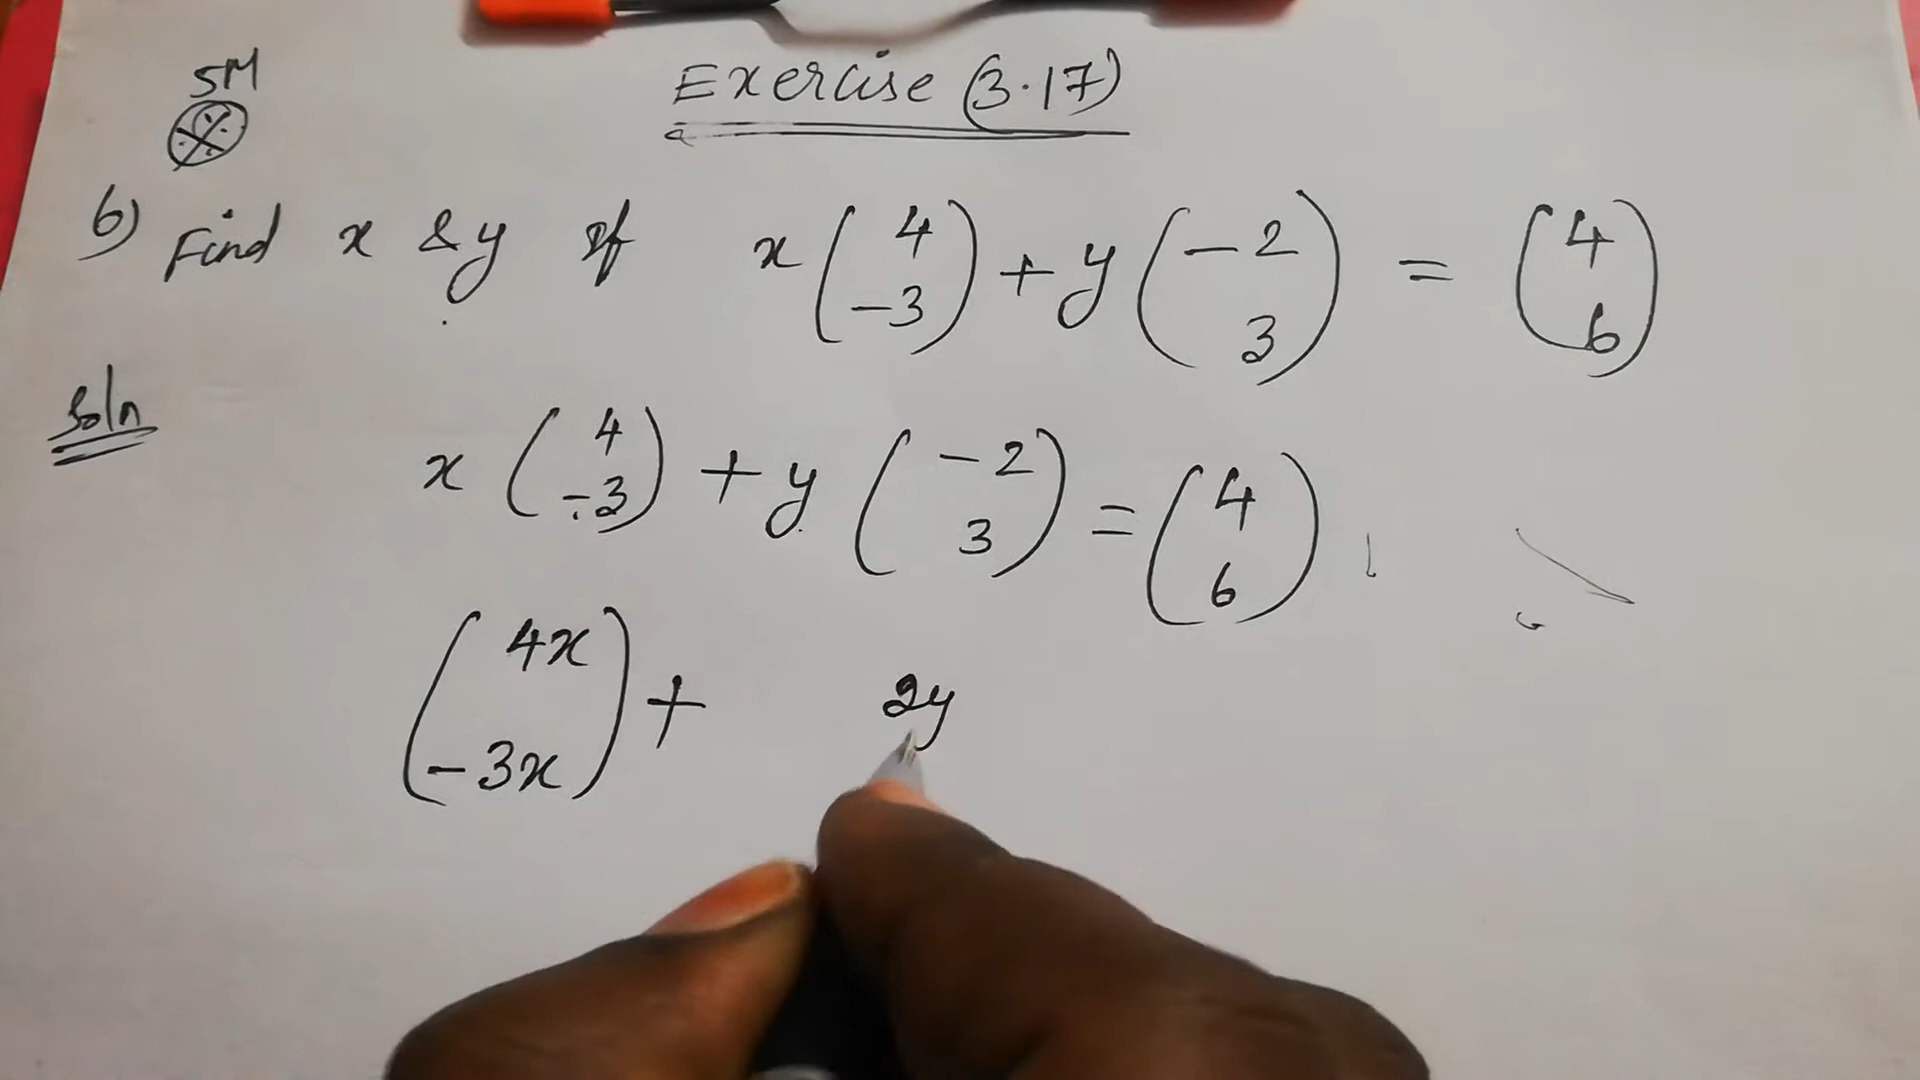 SM
Exercise (3.17)
6) Find x & y if x ( 4 -3 ) + y ( -2 3 ) = ( 4 6 )
Soln
x ( 4 -3 ) + y ( -2 3 ) = ( 4 6 )
( 4x -3x ) + 2y